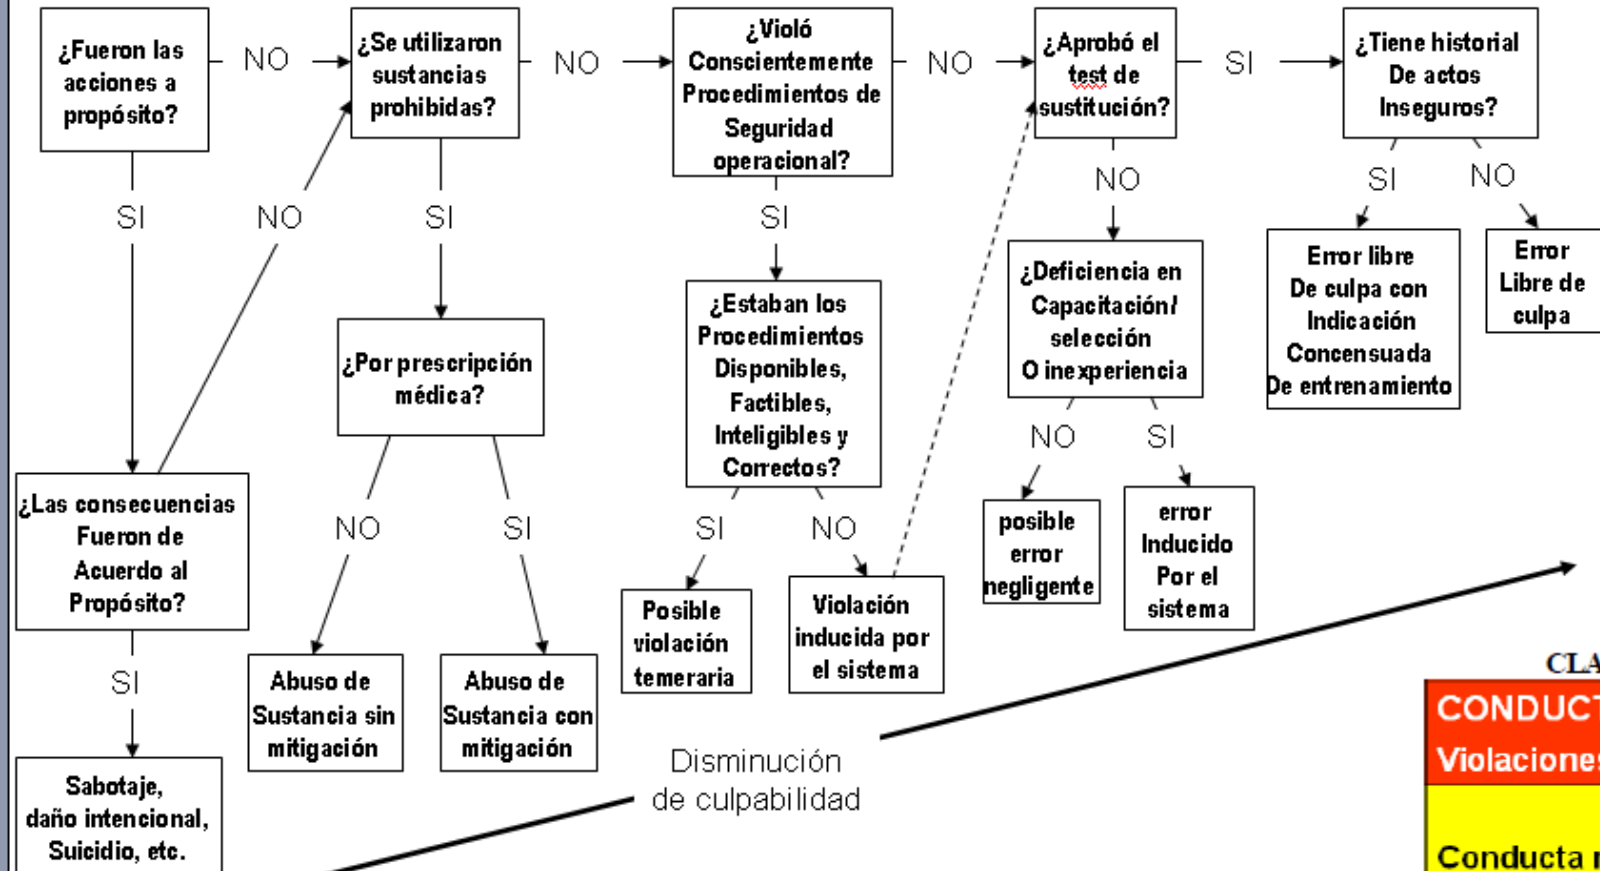 ¿Fueron las
acciones a
propósito?
NO
¿Se utilizaron
sustancias
prohibidas?
NO
¿Violó
Conscientemente
Procedimientos de
Seguridad
operacional?
NO
¿Aprobó el
test de
sustitución?
SI
¿Tiene historial
De actos
Inseguros?
SI
NO
SI
SI
NO
SI
NO
¿Por prescripción
médica?
¿Estaban los
Procedimientos
Disponibles,
Factibles,
Inteligibles y
Correctos?
¿Deficiencia en
Capacitación/
selección
O inexperiencia
Error libre
De culpa con
Indicación
Concensuada
De entrenamiento
Error
Libre de
culpa
¿Las consecuencias
Fueron de
Acuerdo al
Propósito?
NO
SI
SI
NO
NO
SI
SI
Sabotaje,
daño intencional,
Suicidio, etc.
Abuso de
Sustancia sin
mitigación
Abuso de
Sustancia con
mitigación
Posible
violación
temeraria
Violación
inducida por
el sistema
posible
error
negligente
error
Inducido
Por el
sistema
Disminución
de culpabilidad
CLA
CONDUCT
Violaciones
Conducta